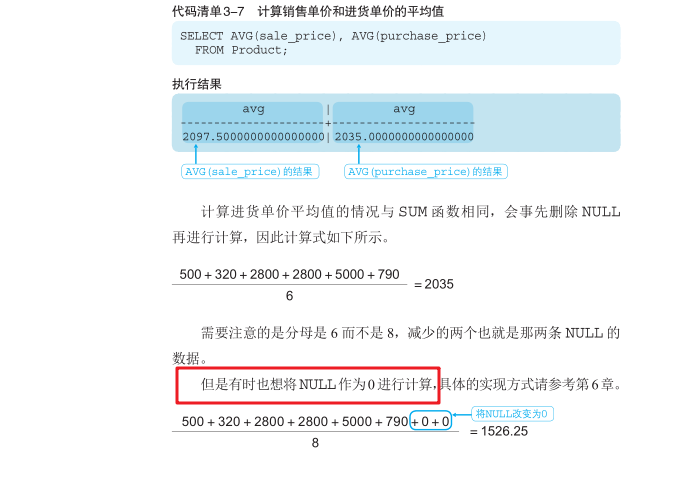 代码清单3-7 计算销售单价和进货单价的平均值
SELECT AVG(sale_price), AVG(purchase_price)
FROM Product;
执行结果
avg | avg
----------------------+----------------------
2097.5000000000000000| 2035.0000000000000000
AVG(sale_price)的结果 AVG(purchase_price)的结果
计算进货单价平均值的情况与 SUM 函数相同，会事先删除 NULL
再进行计算，因此计算式如下所示。
500+320+2800+2800+5000+790
= 2035
6
需要注意的是分母是 6 而不是 8，减少的两个也就是那两条 NULL 的
数据。
但是有时也想将 NULL 作为 0 进行计算，具体的实现方式请参考第 6 章。
将NULL改变为0
500+320+2800+2800+5000+790+0+0
= 1526.25
8